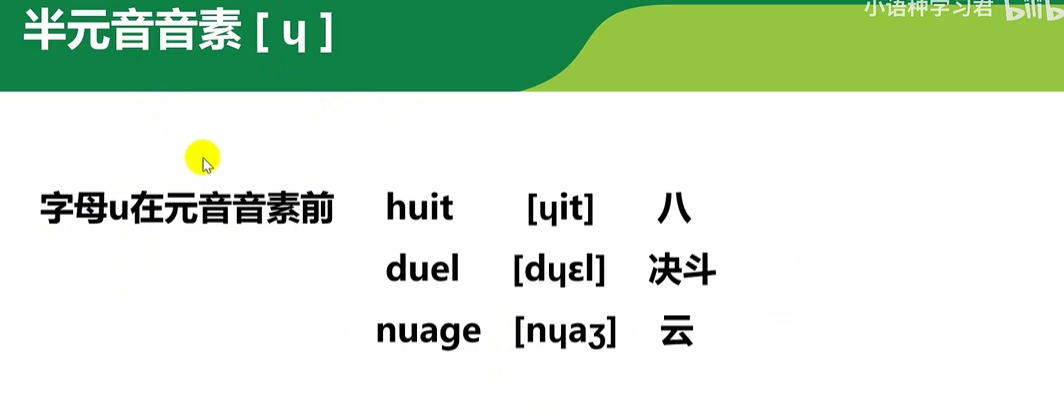 半元音音素 [ ɥ ]
小语种学习君 bilib
字母u在元音音素前 huit [ɥit] 八
duel [dɥɛl] 决斗
nuage [nɥaʒ] 云